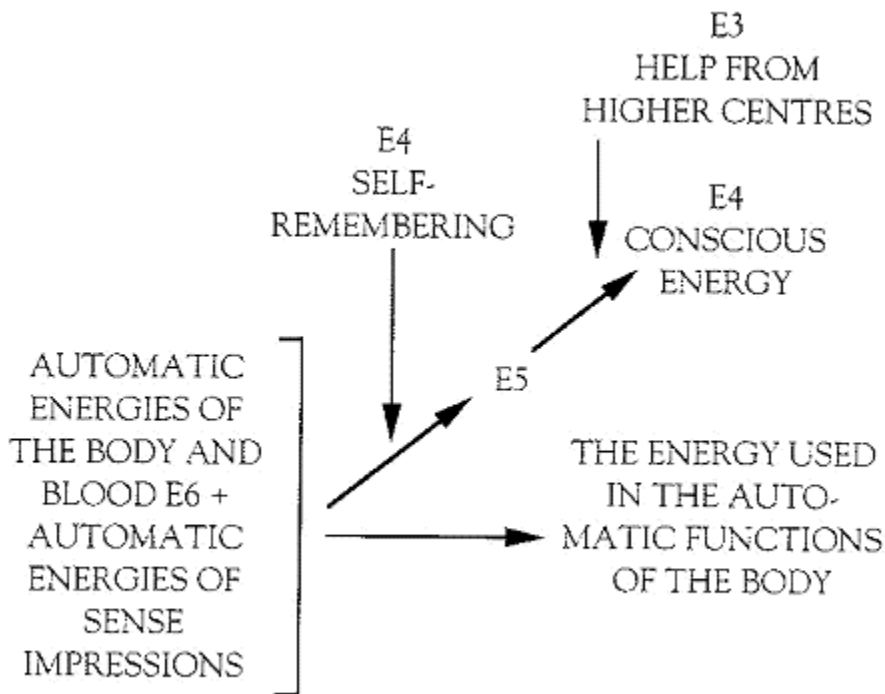 E3
HELP FROM
HIGHER CENTRES
E4
SELF-
REMEMBERING
E4
CONSCIOUS
ENERGY
E5
AUTOMATIC
ENERGIES OF
THE BODY AND
BLOOD E6 +
AUTOMATIC
ENERGIES OF
SENSE
IMPRESSIONS
THE ENERGY USED
IN THE AUTO-
MATIC FUNCTIONS
OF THE BODY